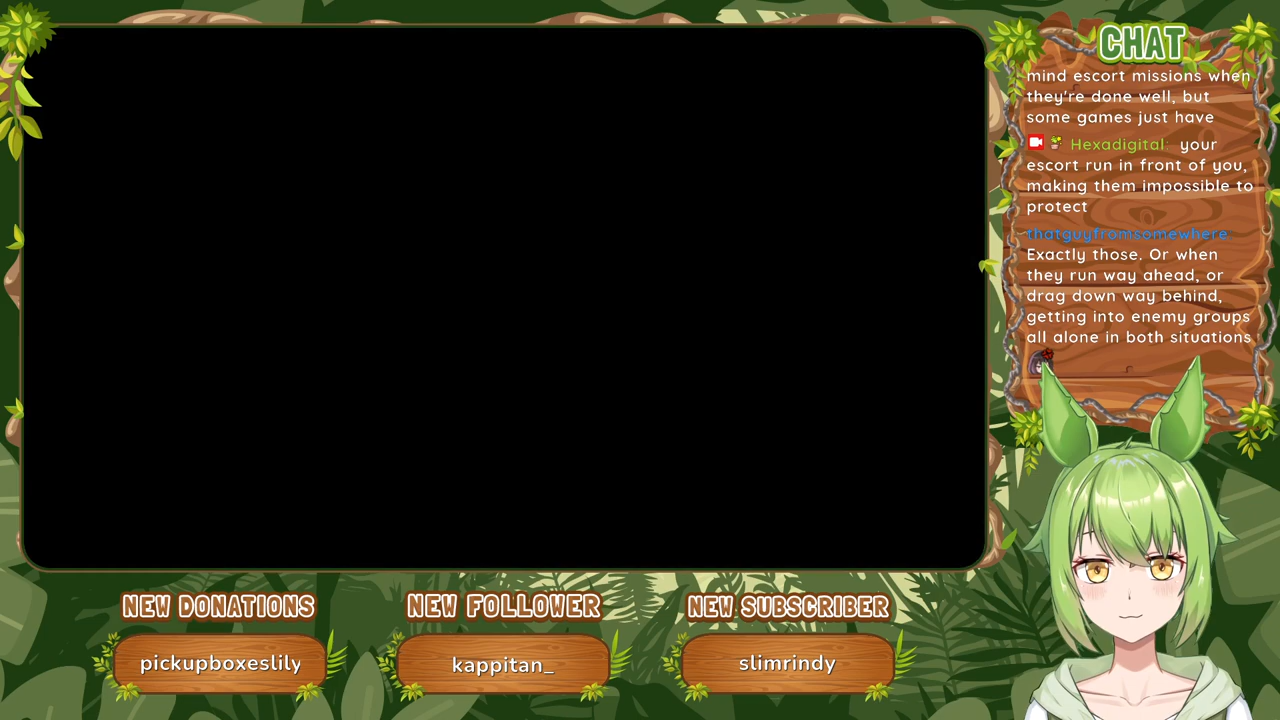 CHAT
mind escort missions when
they're done well, but
some games just have
Hexadigital: your
escort run in front of you,
making them impossible to
protect
thatguyfromsomewhere:
Exactly those. Or when
they run way ahead, or
drag down way behind,
getting into enemy groups
all alone in both situations
NEW DONATIONS
NEW FOLLOWER
NEW SUBSCRIBER
pickupboxeslily
kappitan_
slimrindy